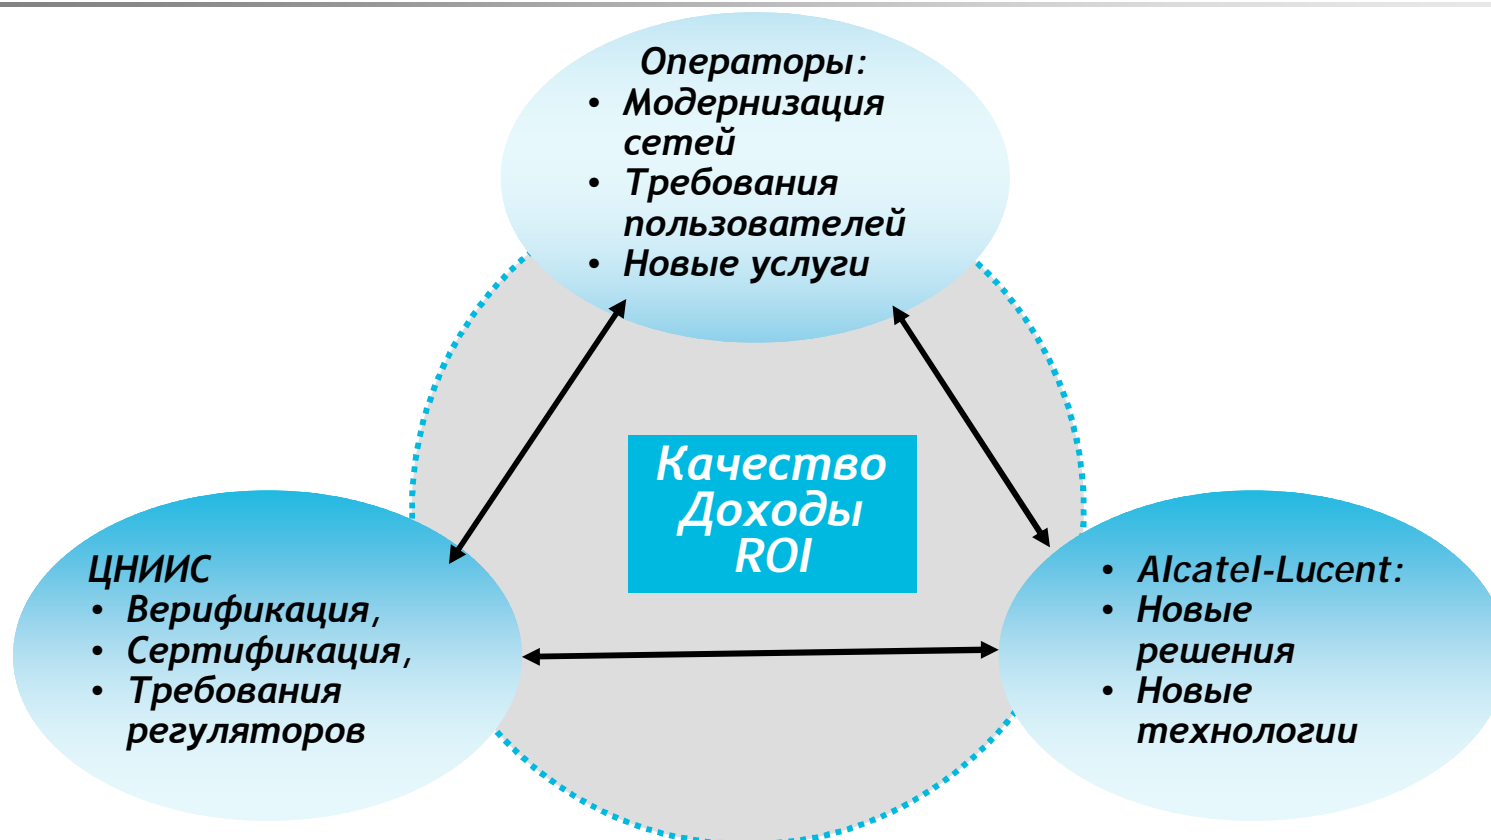 Операторы:
• Модернизация
сетей
• Требования
пользователей
• Новые услуги
Качество
Доходы
ROI
ЦНИИС
• Верификация,
• Сертификация,
• Требования
регуляторов
• Alcatel-Lucent:
• Новые
решения
• Новые
технологии